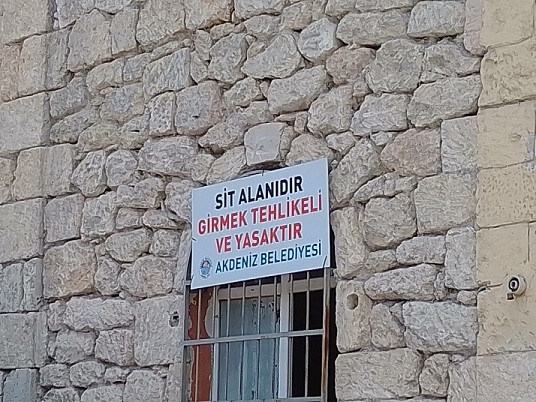 SİT ALANIDIR
GİRMEK TEHLİKELİ
VE YASAKTIR
AKDENİZ BELEDİYESİ